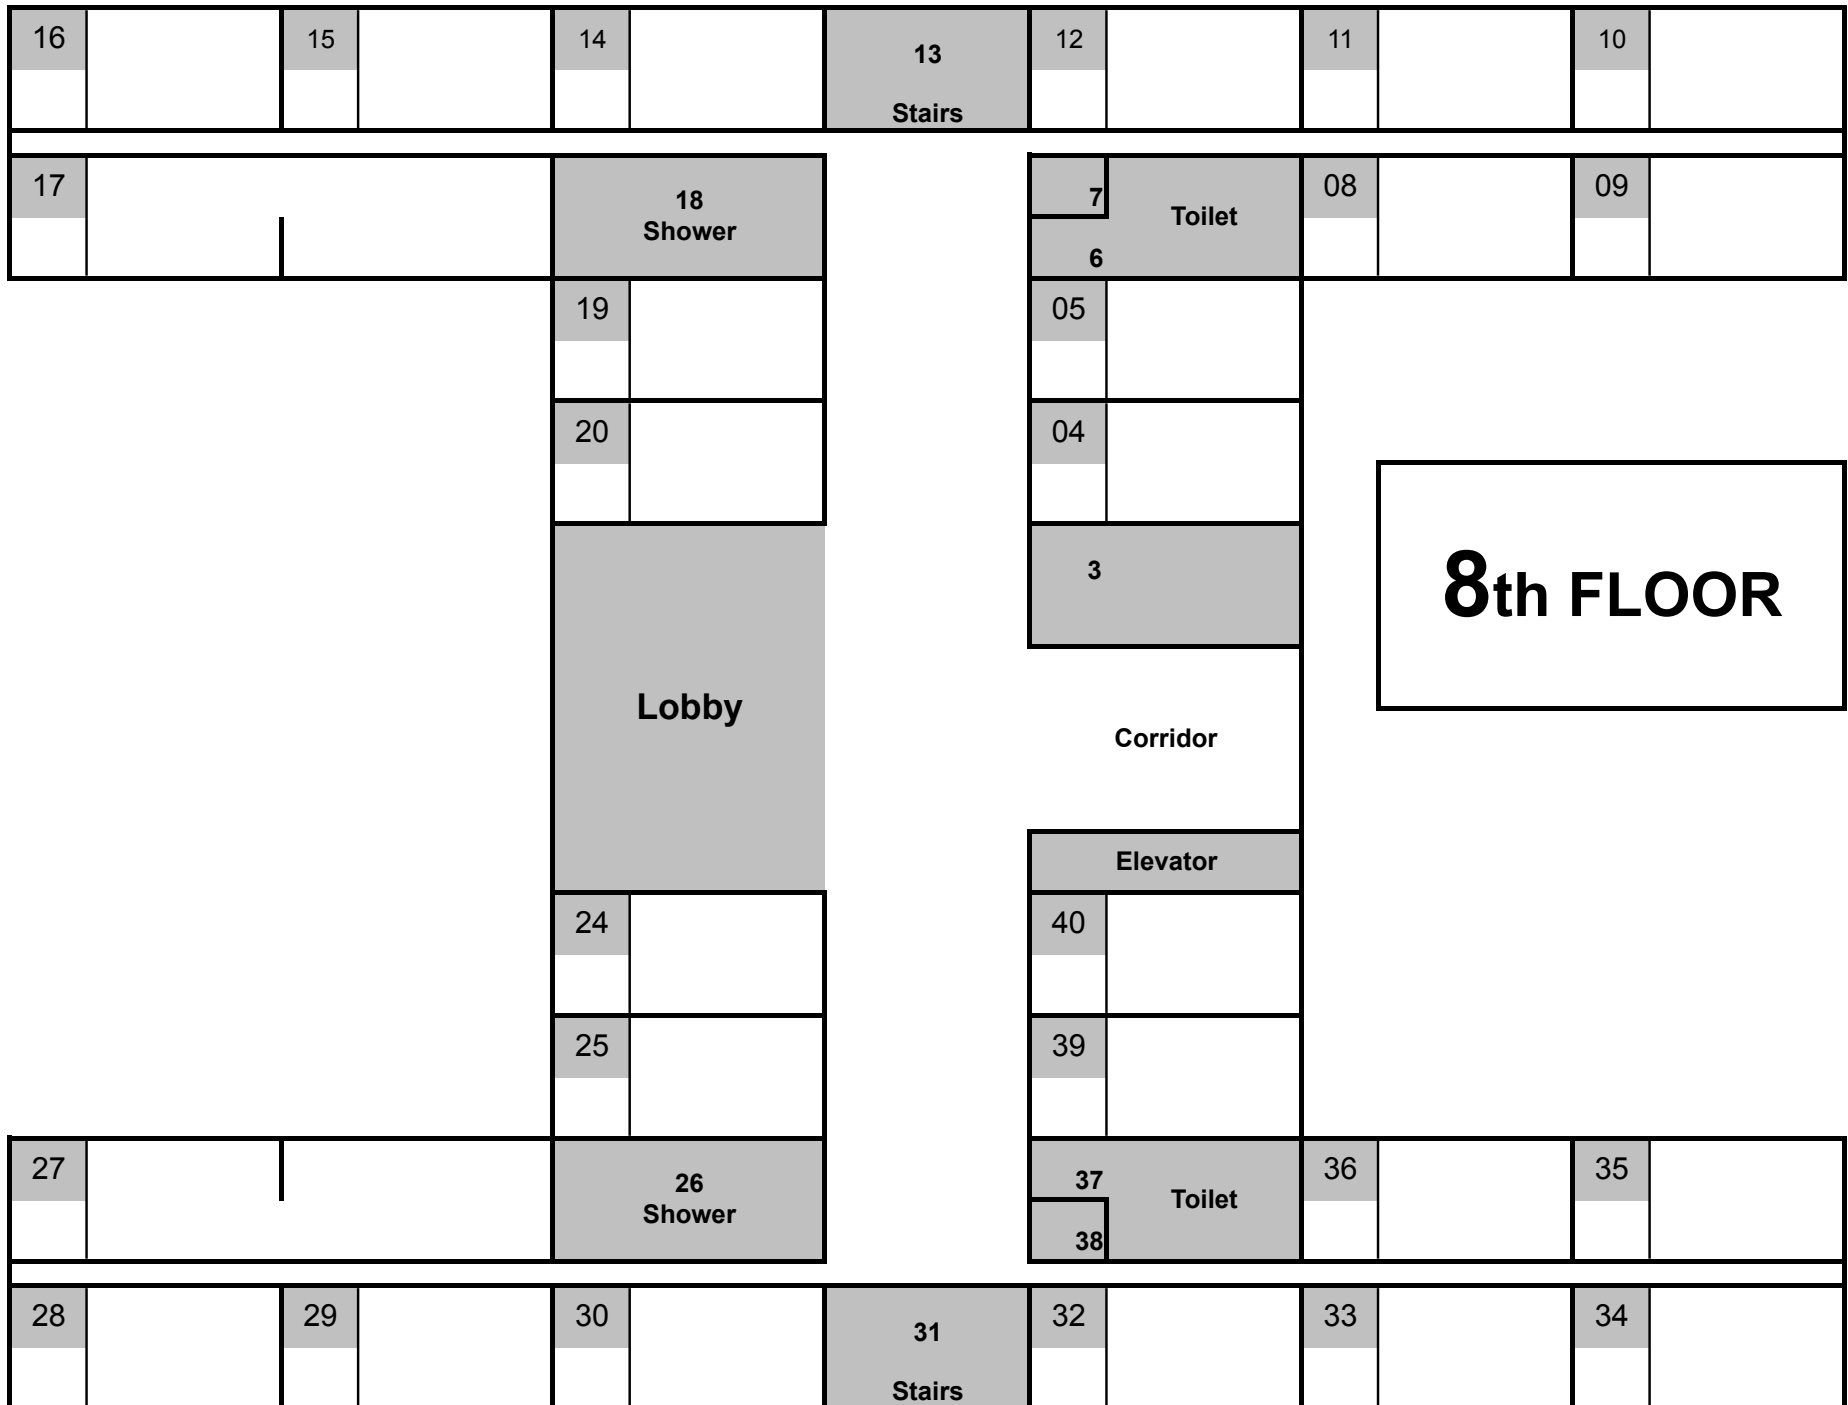 16 15 14 13 12 11 10
Stairs
17 18 7 Toilet 08 09
Shower
6
19 05
20 04
3
8th FLOOR
Lobby
Corridor
Elevator
24 40
25 39
27 26 37 Toilet 36 35
Shower
38
28 29 30 31 32 33 34
Stairs